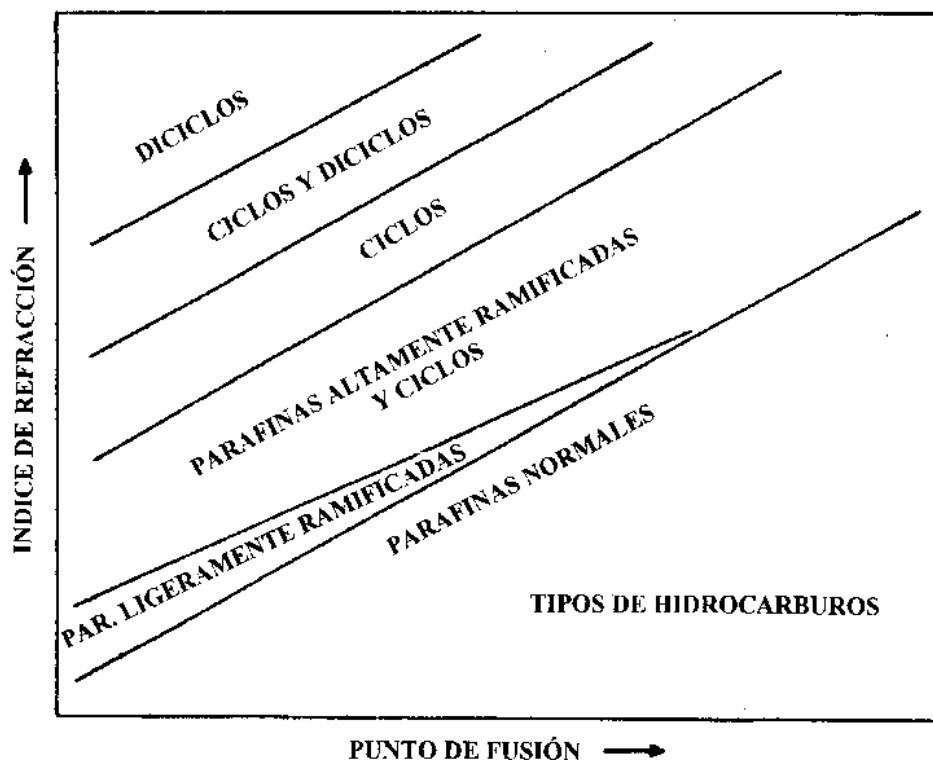 DICICLOS
CICLOS Y DICICLOS
CICLOS
PARAFINAS ALTAMENTE RAMIFICADAS
Y CICLOS
PAR. LIGERAMENTE RAMIFICADAS
PARAFINAS NORMALES
TIPOS DE HIDROCARBUROS
INDICE DE REFRACCIÓN
PUNTO DE FUSIÓN